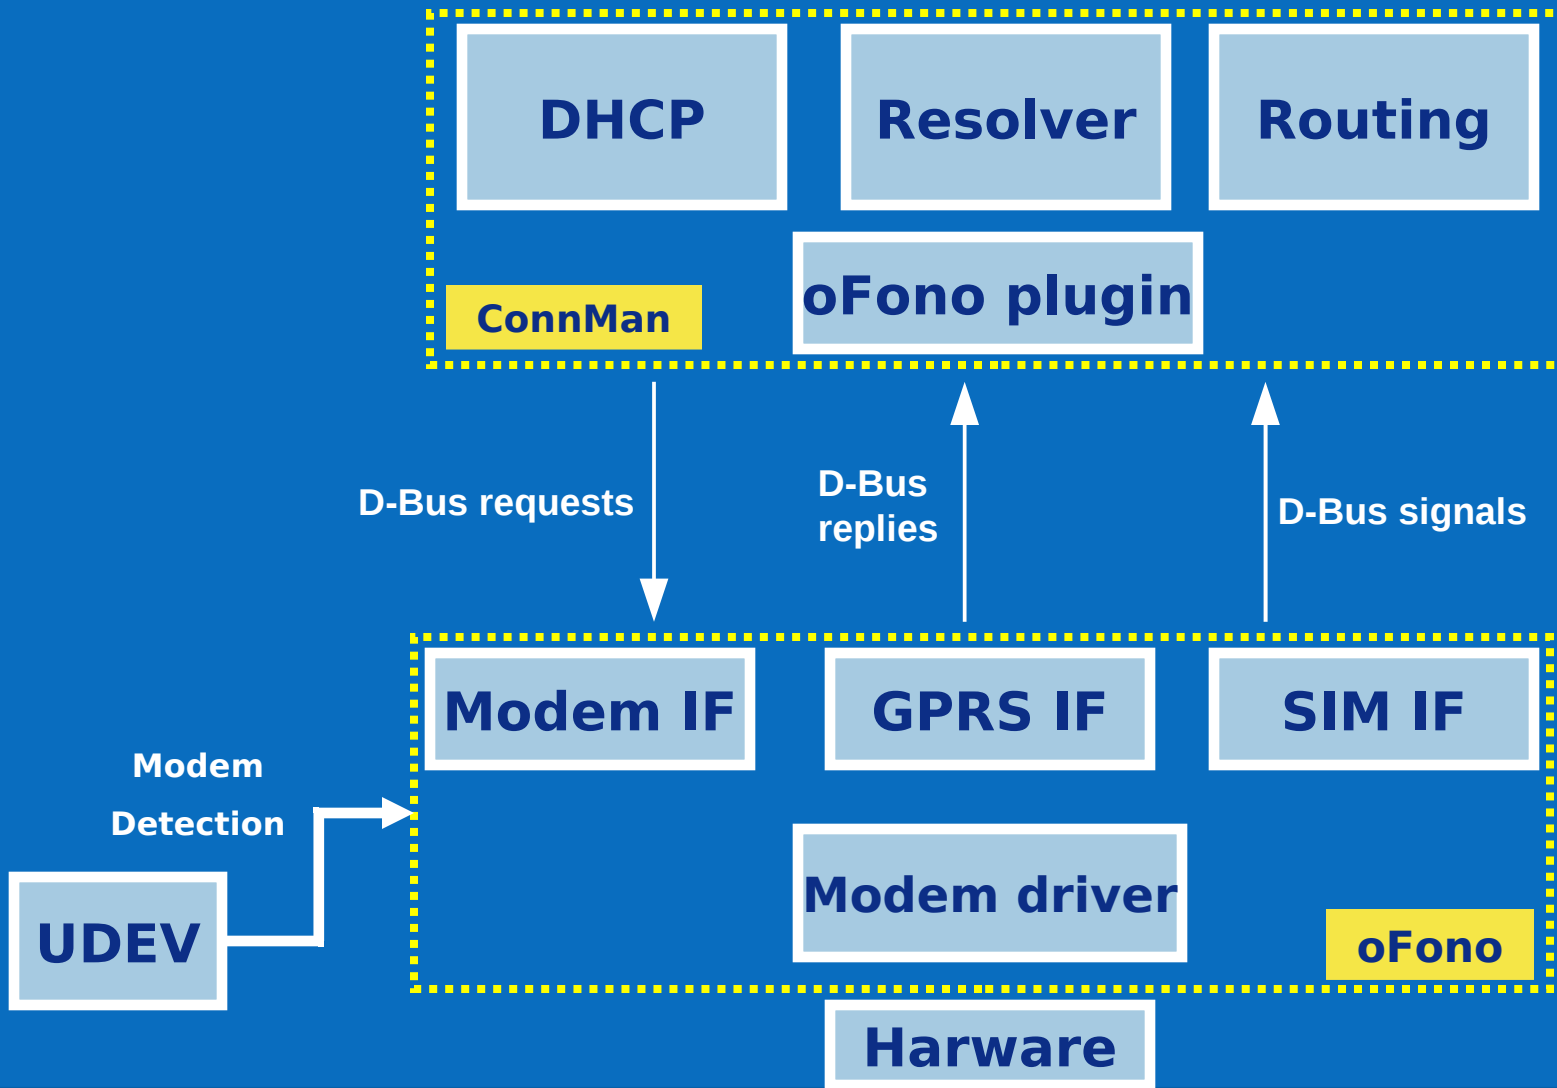 DHCP
Resolver
Routing
oFono plugin
ConnMan
D-Bus requests
D-Bus
replies
D-Bus signals
Modem IF
GPRS IF
SIM IF
Modem
Detection
Modem driver
UDEV
oFono
Harware